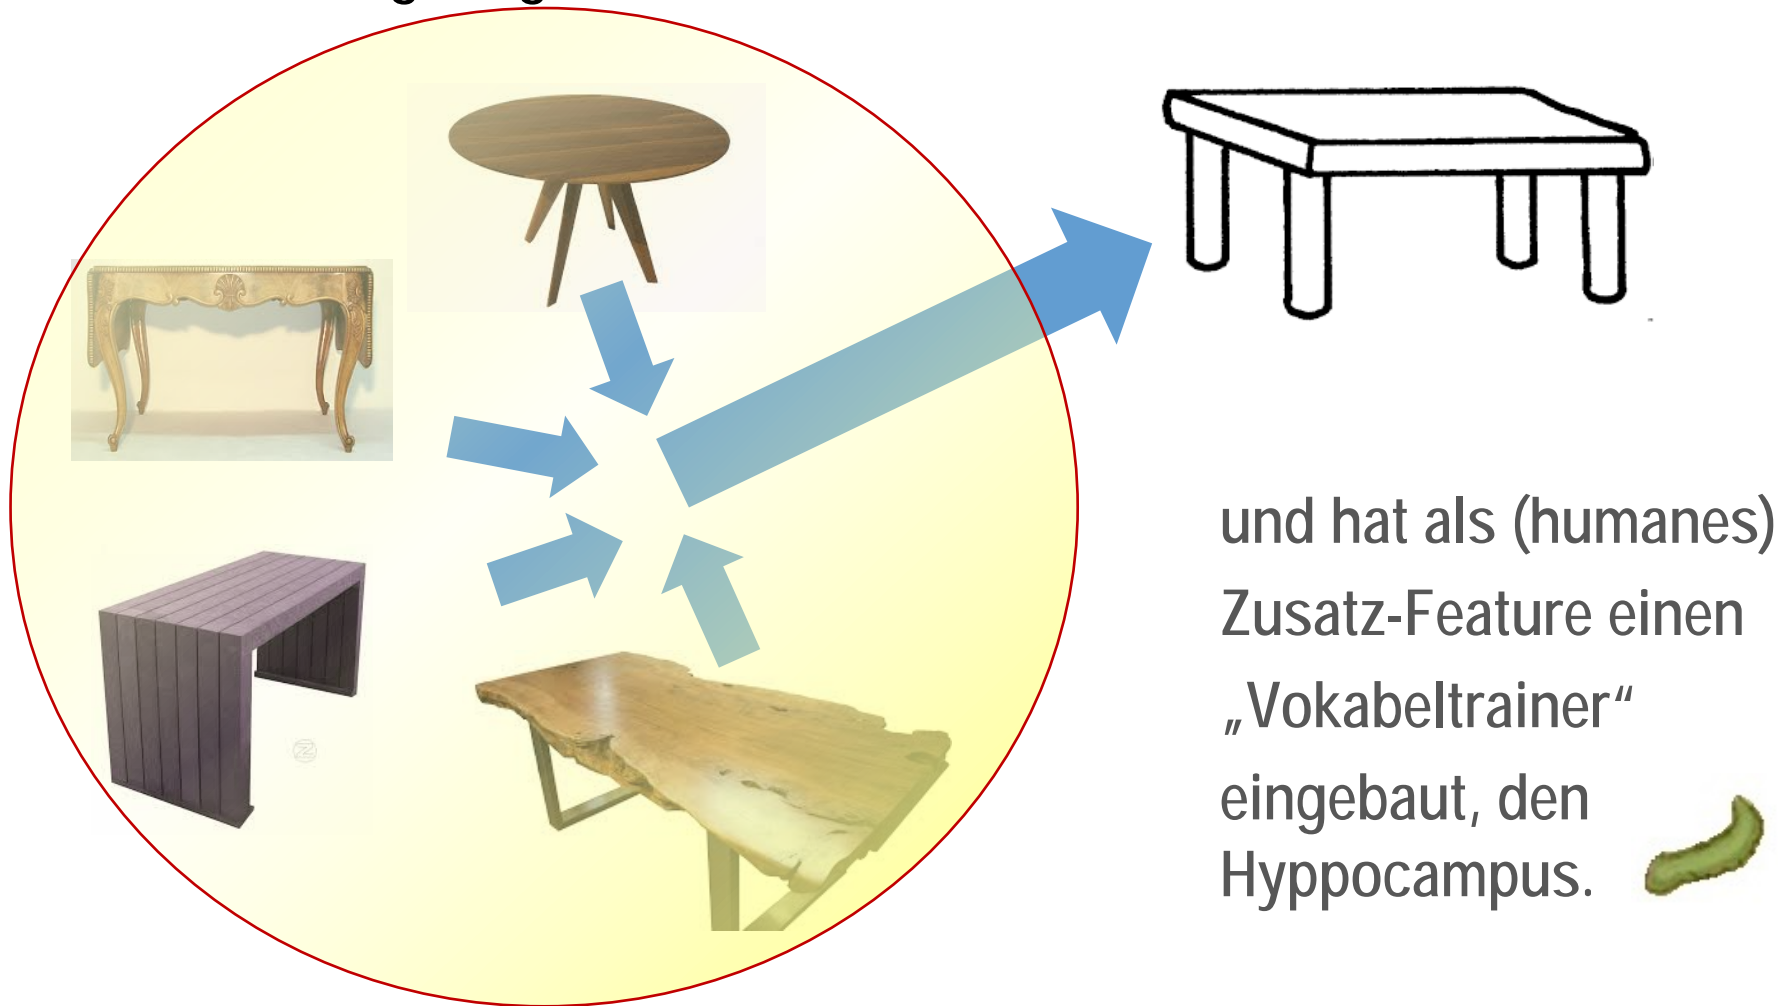 und hat als (humanes)
Zusatz-Feature einen
„Vokabeltrainer“
eingebaut, den
Hyppocampus.